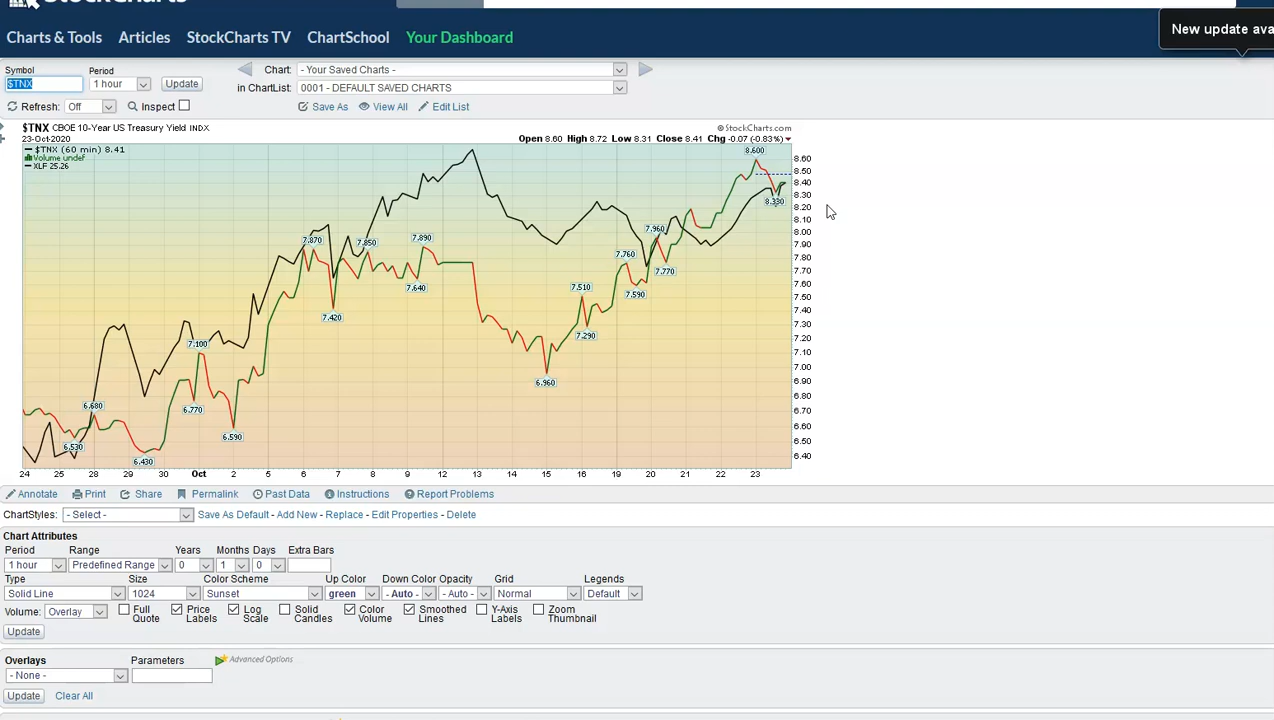 StockCharts
New update ava
Charts & Tools Articles StockCharts TV ChartSchool Your Dashboard
Symbol Period Chart: - Your Saved Charts -
$TNX 1 hour Update in ChartList: 0001 - DEFAULT SAVED CHARTS
Refresh: Off Inspect Save As View All Edit List
$TNX CBOE 10-Year US Treasury Yield INDX © StockCharts.com
23-Oct-2020 Open 8.60 High 8.72 Low 8.31 Close 8.41 Chg -0.07 (-0.83%)
$TNX (60 min) 8.41
Volume undef
XLF 25.26
8.600
8.330
7.960
7.870
7.850
7.890
7.760
7.770
7.640
7.590
7.510
7.420
7.290
7.100
6.960
6.770
6.680
6.590
6.530
6.430
8.60
8.50
8.40
8.30
8.20
8.10
8.00
7.90
7.80
7.70
7.60
7.50
7.40
7.30
7.20
7.10
7.00
6.90
6.80
6.70
6.60
6.50
6.40
24 25 28 29 30 Oct 2 5 6 7 8 9 12 13 14 15 16 19 20 21 22 23
Annotate Print Share Permalink Past Data Instructions Report Problems
ChartStyles: - Select - Save As Default - Add New - Replace - Edit Properties - Delete
Chart Attributes
Period Range Years Months Days Extra Bars
1 hour Predefined Range 0 1 0
Type Size Color Scheme Up Color Down Color Opacity Grid Legends
Solid Line 1024 Sunset green - Auto - - Auto - Normal Default
Volume: Overlay Full Quote Price Labels Log Scale Solid Candles Color Volume Smoothed Lines Y-Axis Labels Zoom Thumbnail
Update
Overlays Parameters Advanced Options
- None -
Update Clear All